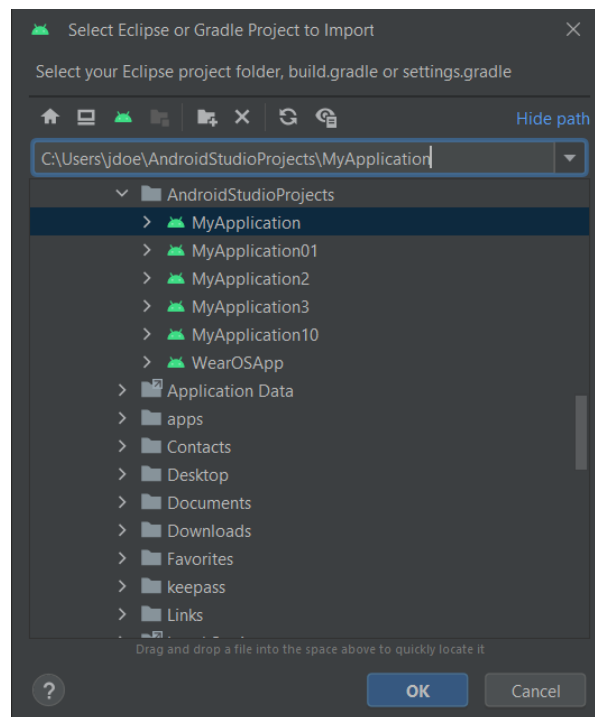 Select Eclipse or Gradle Project to Import
Select your Eclipse project folder, build.gradle or settings.gradle
Hide path
C:\Users\jdoe\AndroidStudioProjects\MyApplication
AndroidStudioProjects
MyApplication
MyApplication01
MyApplication2
MyApplication3
MyApplication10
WearOSApp
Application Data
apps
Contacts
Desktop
Documents
Downloads
Favorites
keepass
Links
Drag and drop a file into the space above to quickly locate it
? OK Cancel